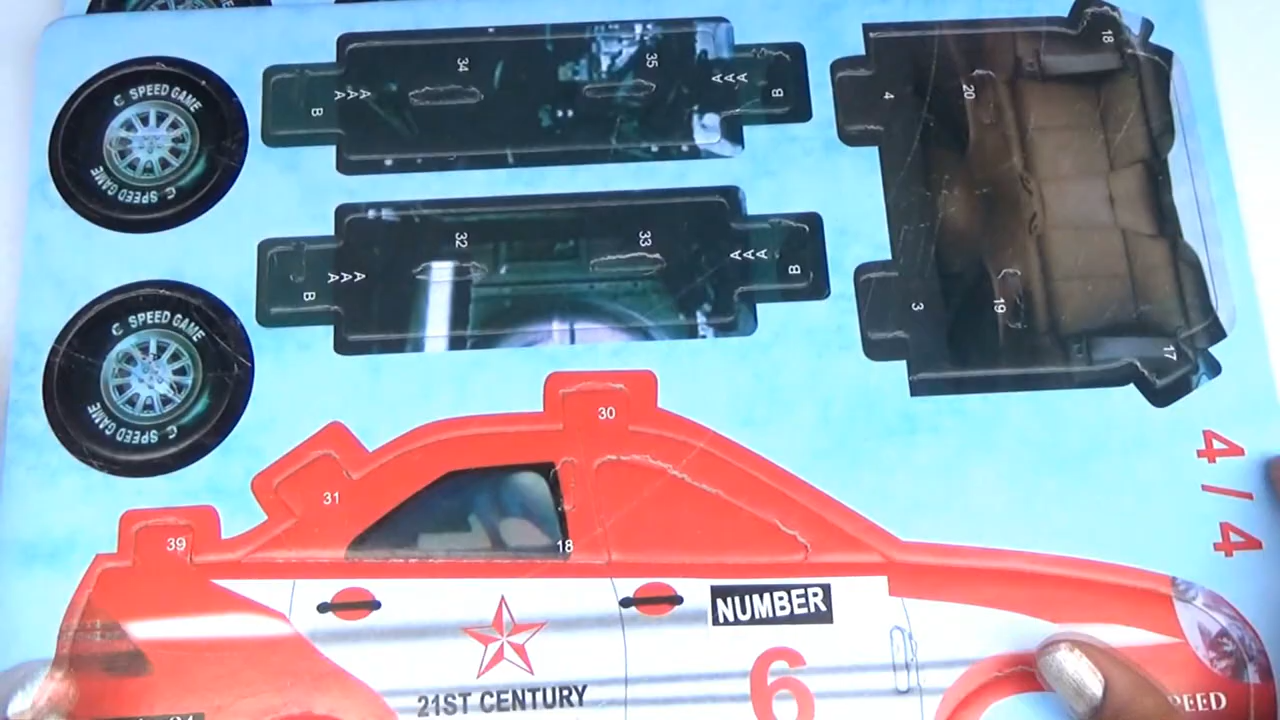 C SPEED GAME
C SPEED GAME
34
35
AAA
B
AAA
B
18
4
20
32
33
AAA
B
AAA
B
3
19
17
C SPEED GAME
C SPEED GAME
30
4/4
31
39
18
NUMBER
6
21ST CENTURY
PEED